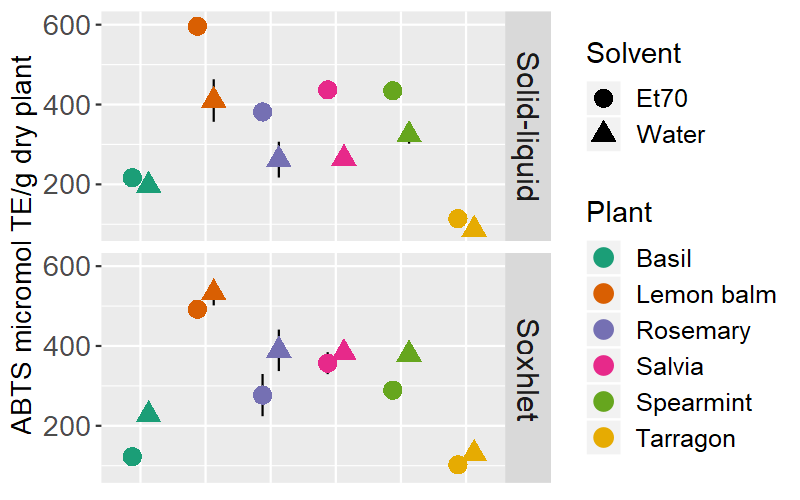 ABTS micromol TE/g dry plant
600
400
200
Solid-liquid
600
400
200
Soxhlet
Solvent
Et70
Water
Plant
Basil
Lemon balm
Rosemary
Salvia
Spearmint
Tarragon